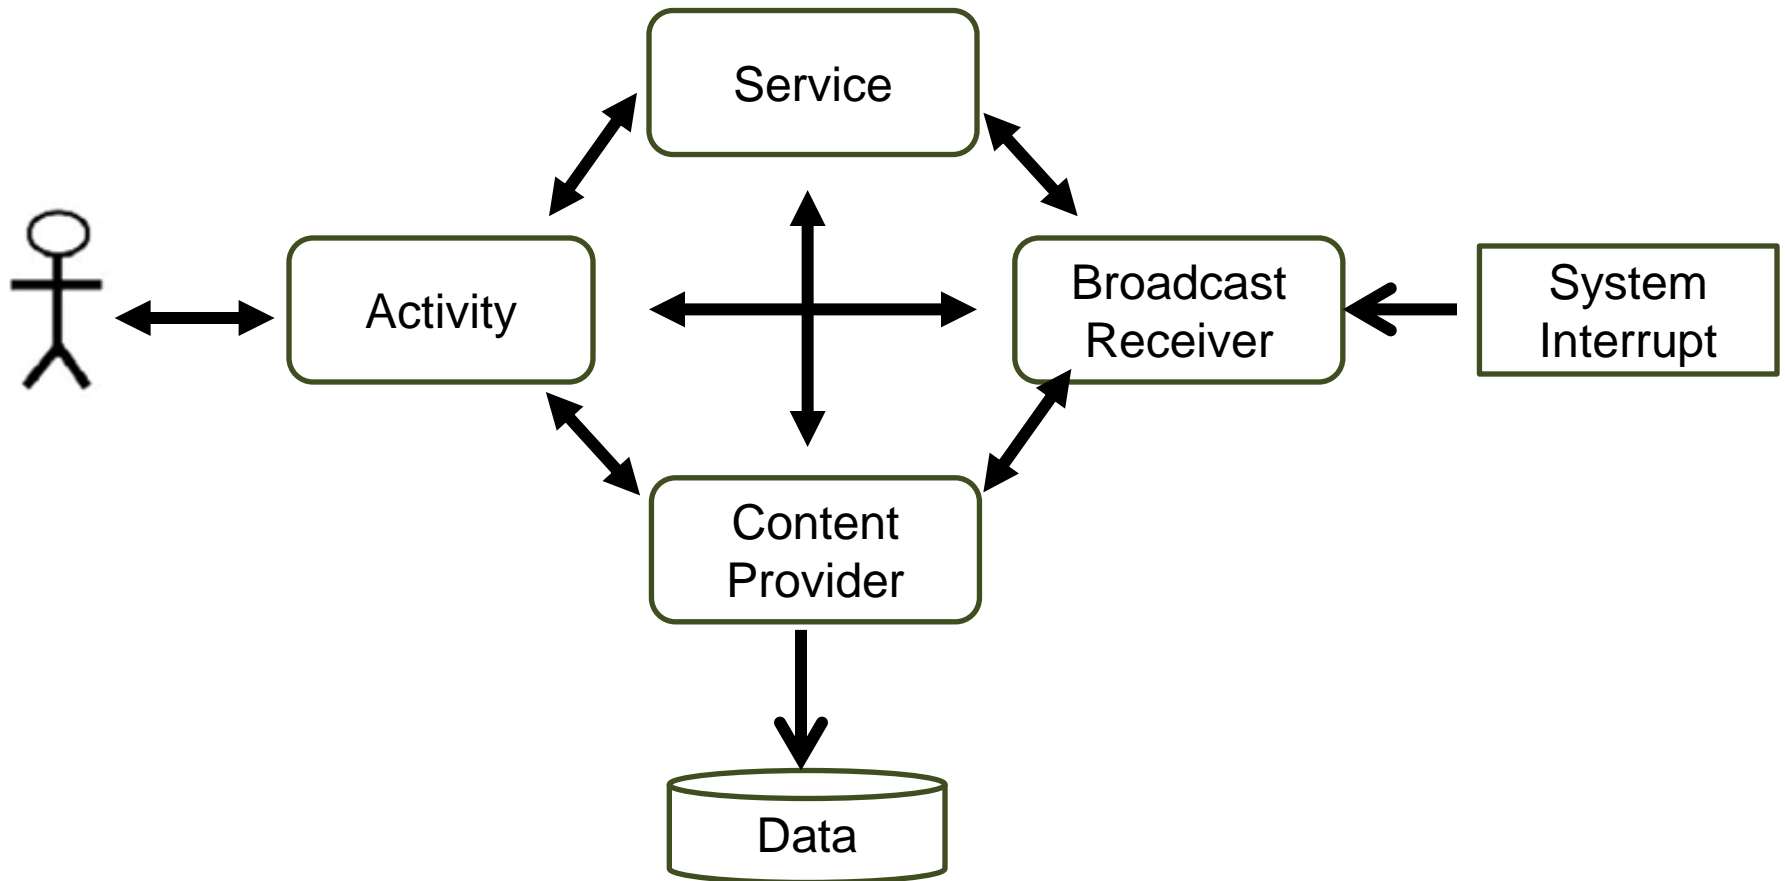 Service
Activity
Broadcast
Receiver
System
Interrupt
Content
Provider
Data